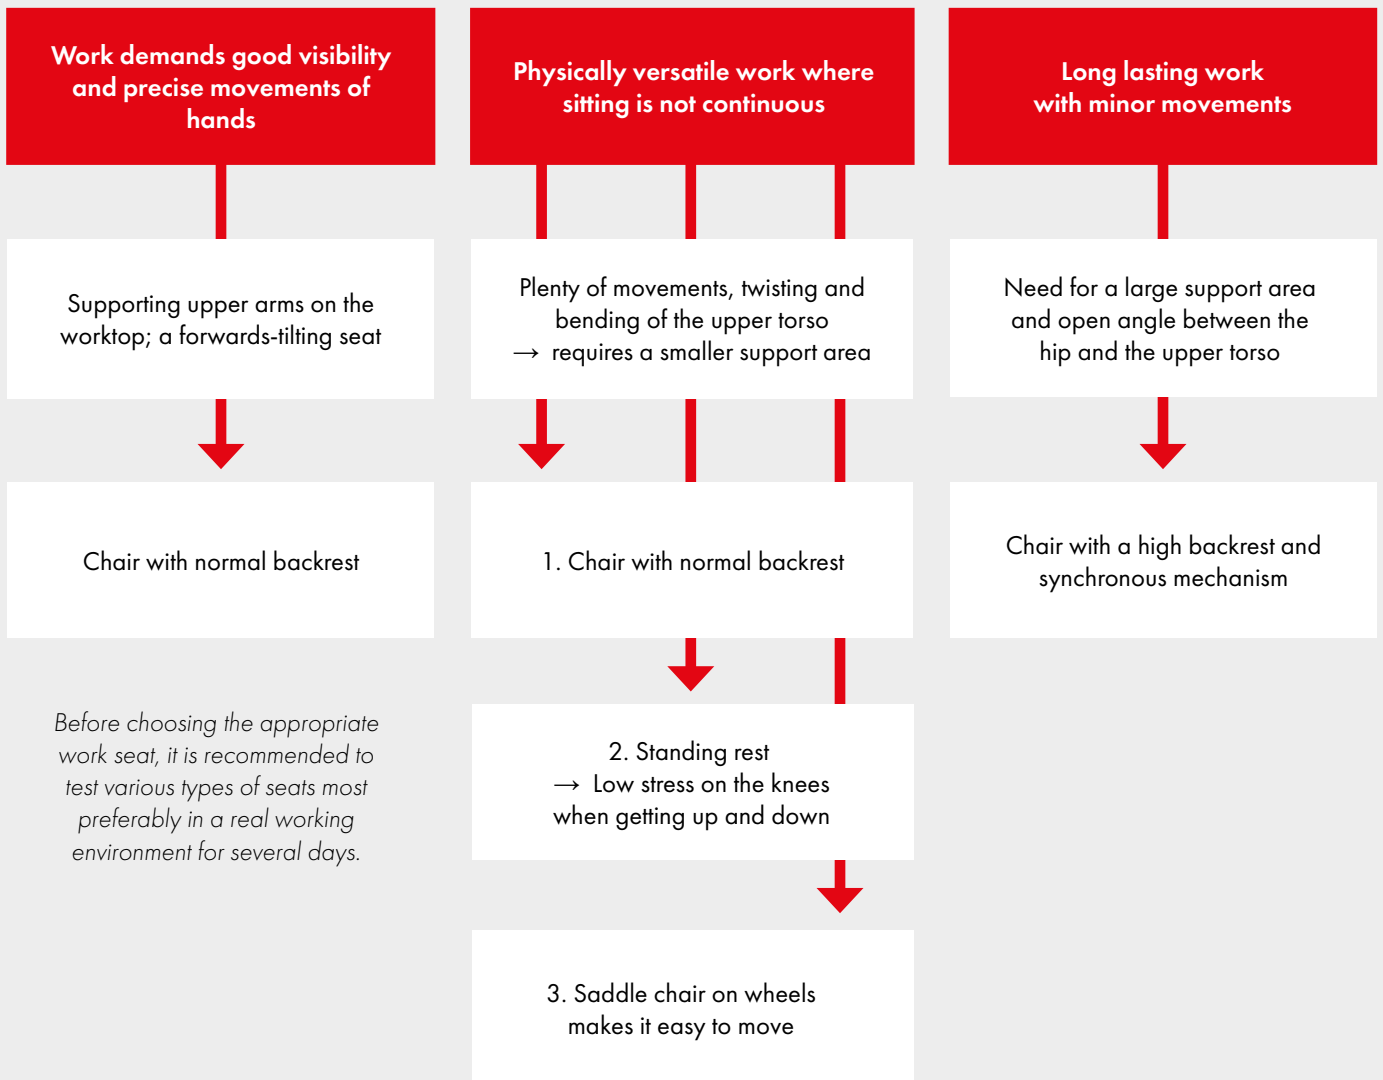 Work demands good visibility
and precise movements of
hands
Supporting upper arms on the
worktop; a forwards-tilting seat
Chair with normal backrest
Before choosing the appropriate
work seat, it is recommended to
test various types of seats most
preferably in a real working
environment for several days.
Physically versatile work where
sitting is not continuous
Plenty of movements, twisting and
bending of the upper torso
→ requires a smaller support area
1. Chair with normal backrest
2. Standing rest
→ Low stress on the knees
when getting up and down
3. Saddle chair on wheels
makes it easy to move
Long lasting work
with minor movements
Need for a large support area
and open angle between the
hip and the upper torso
Chair with a high backrest and
synchronous mechanism